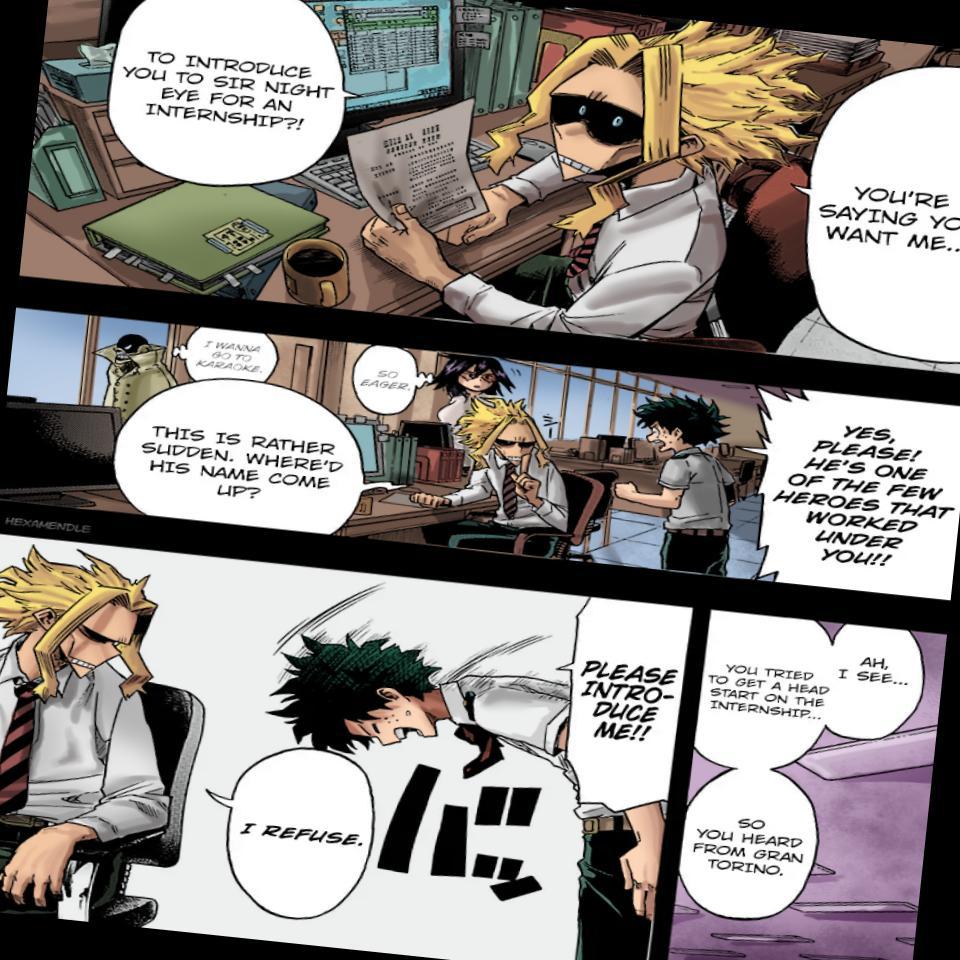 YOU'RE
SAYING YO
WANT ME..
TO INTRODUCE
YOU TO SIR NIGHT
EYE FOR AN
INTERNSHIP?!
YES,
PLEASE!
HE'S ONE
OF THE FEW
HEROES THAT
WORKED
UNDER
YOU!!
SO
EAGER.
I WANNA
GO TO
KARAOKE.
THIS IS RATHER
SUDDEN. WHERE'D
HIS NAME COME
UP?
HEXAMENDLE
AH,
I SEE...
YOU TRIED
TO GET A HEAD
START ON THE
INTERNSHIP...
SO
YOU HEARD
FROM GRAN
TORINO.
PLEASE
INTRO-
DUCE
ME!!
バッ
I REFUSE.